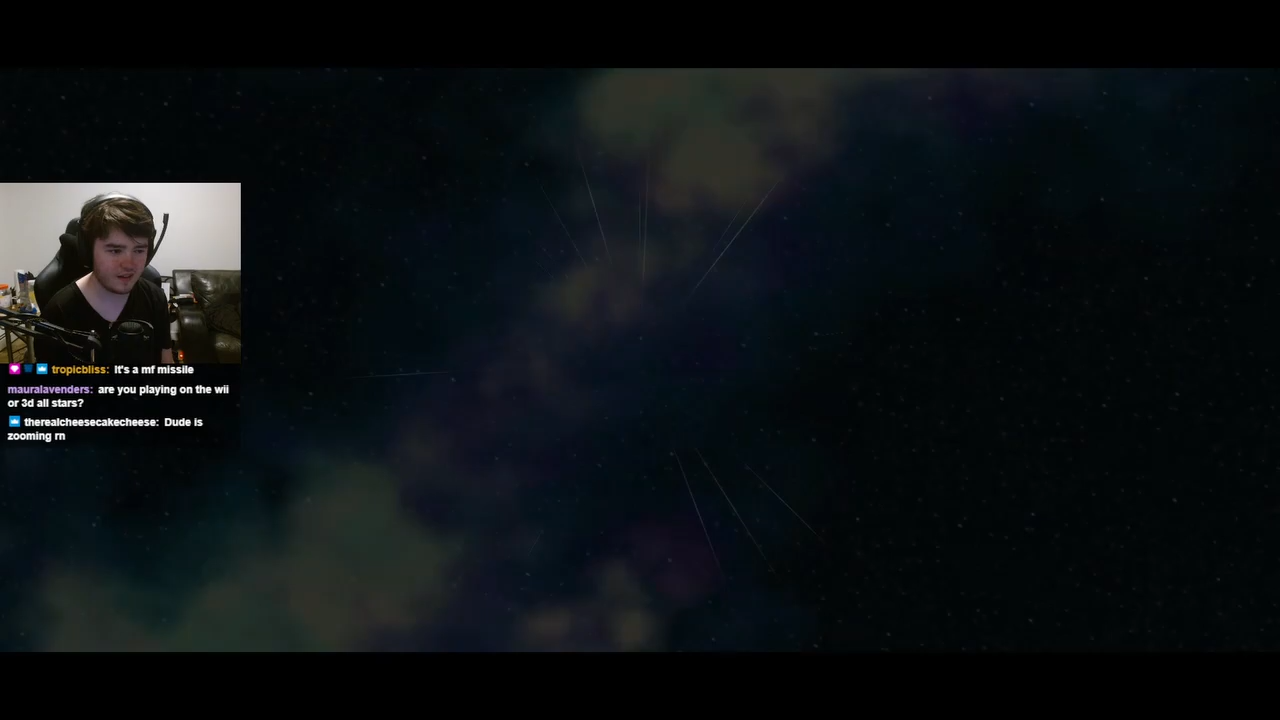 tropicbliss: It's a mf missile
mauralavenders: are you playing on the wii
or 3d all stars?
therealcheesecakecheese: Dude is
zooming rn